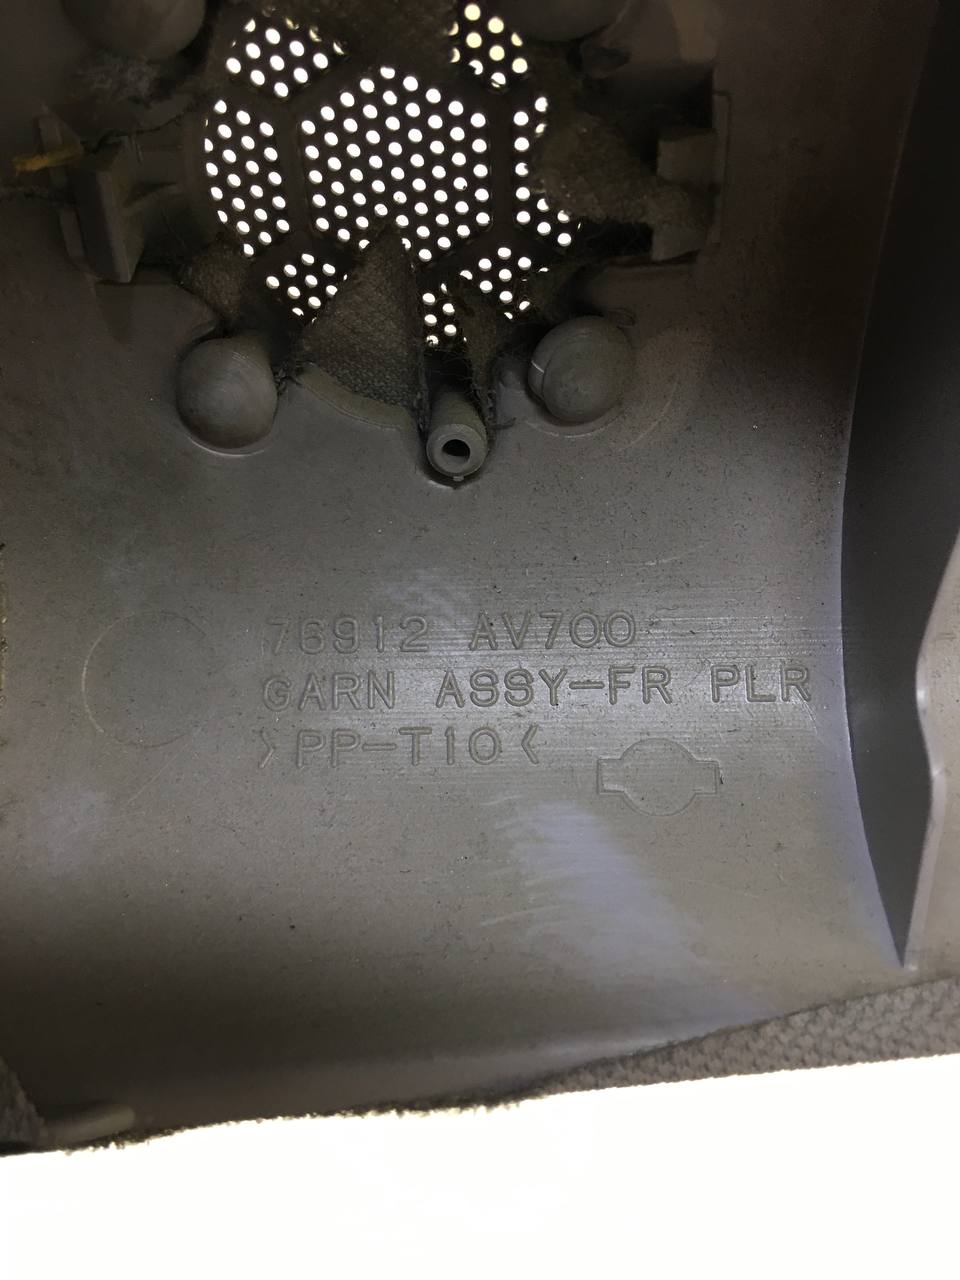 76912 AV700
GARN ASSY-FR PLR
>PP-T10<